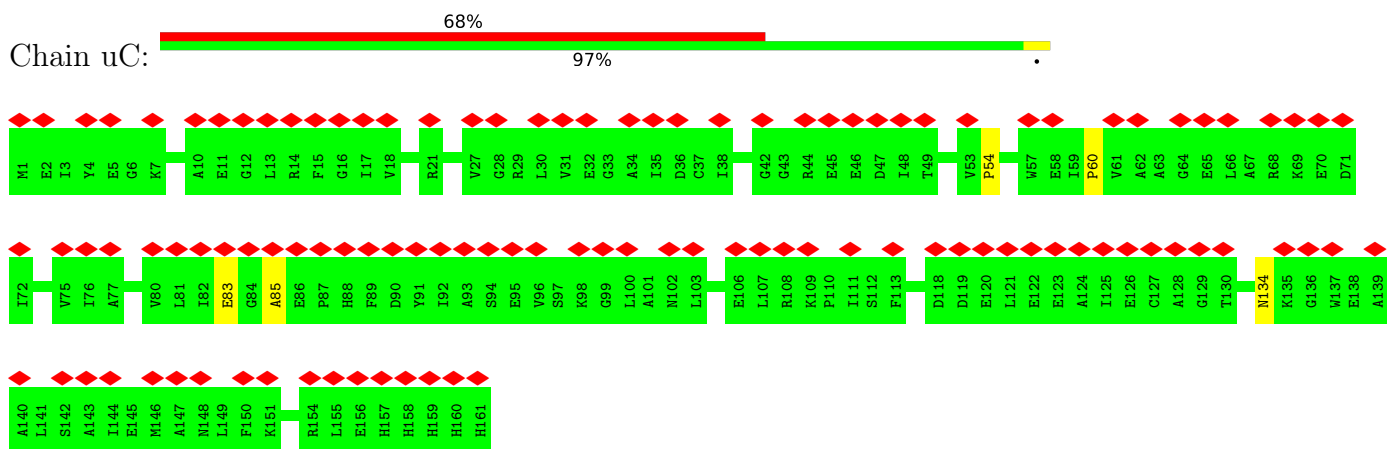 68%
Chain uC:
97%
.
M1 E2 I3 Y4 E5 G6 K7 A10 E11 G12 L13 R14 F15 G16 I17 V18 R21 V27 G28 R29 L30 V31 E32 G33 A34 I35 D36 C37 I38 G42 G43 R44 E45 E46 D47 I48 T49 V53 P54 W57 E58 I59 P60 V61 A62 A63 G64 E65 L66 A67 R68 K69 E70 D71
I72 V75 I76 A77 V80 L81 I82 E83 G84 A85 E86 P87 H88 F89 D90 Y91 I92 A93 S94 E95 V96 S97 K98 G99 L100 A101 N102 L103 E106 L107 R108 K109 P110 T111 S112 F113 D118 D119 E120 L121 E122 E123 A124 I125 E126 C127 A128 G129 T130 N134 K135 G136 W137 E138 A139
A140 L141 S142 A143 I144 E145 M146 A147 N148 L149 F150 K151 R154 L155 E156 H157 H158 H159 H160 H161